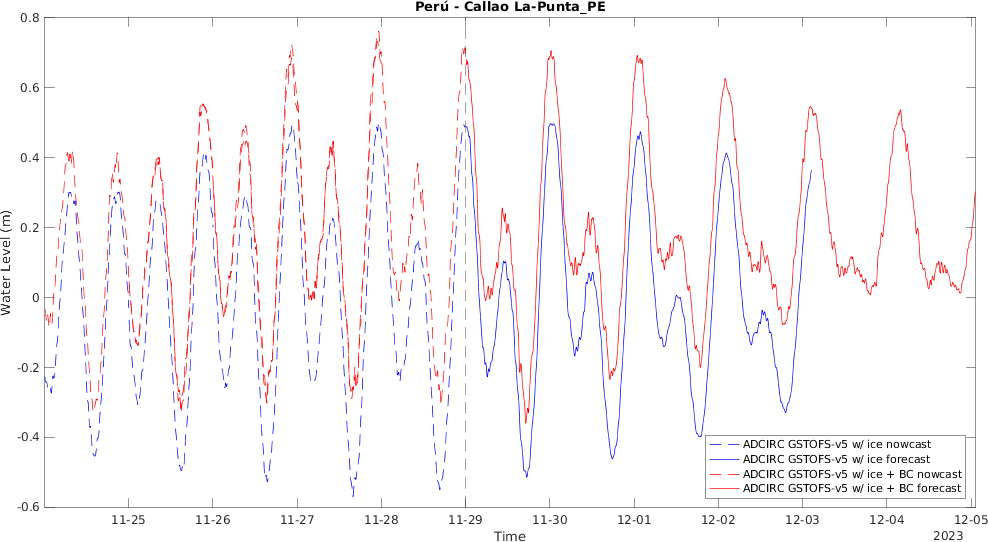 Perú - Callao La-Punta_PE
0.8
0.6
0.4
0.2
0
-0.2
-0.4
-0.6
Water Level (m)
11-25 11-26 11-27 11-28 11-29 11-30 12-01 12-02 12-03 12-04 12-05
Time
2023
ADCIRC GSTOFS-v5 w/ ice nowcast
ADCIRC GSTOFS-v5 w/ ice forecast
ADCIRC GSTOFS-v5 w/ ice + BC nowcast
ADCIRC GSTOFS-v5 w/ ice + BC forecast